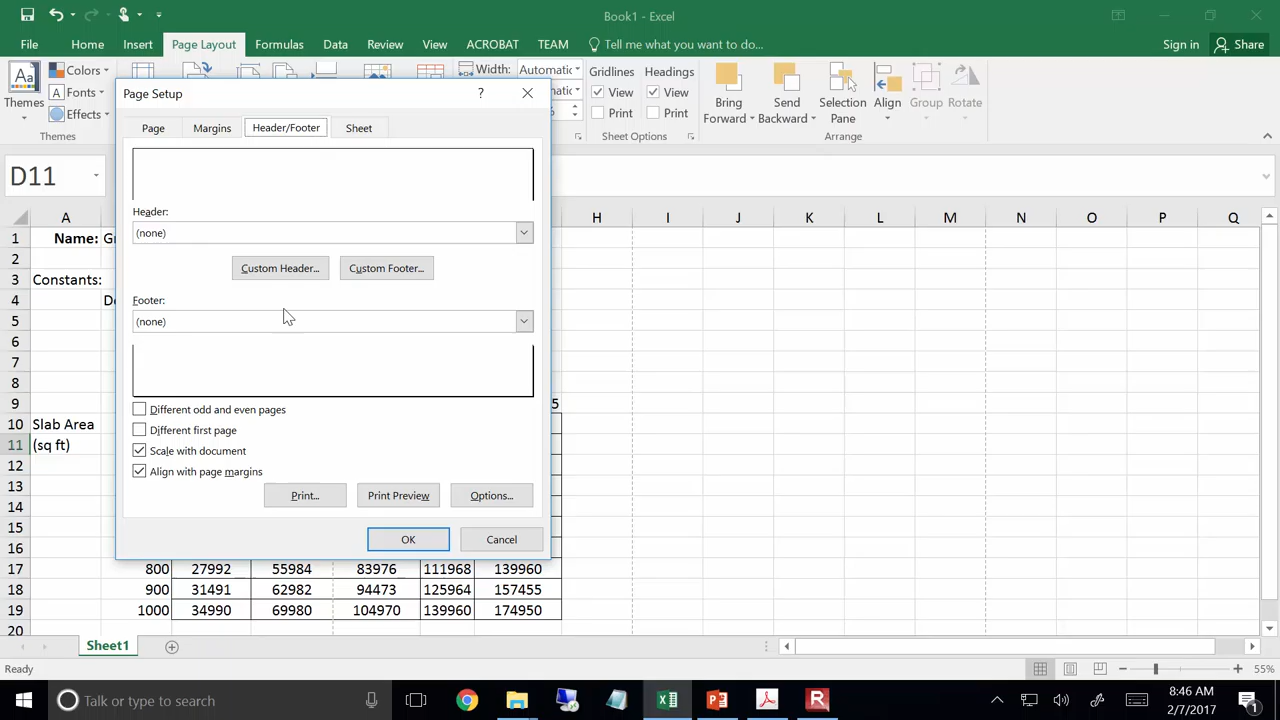 Book1 - Excel
File Home Insert Page Layout Formulas Data Review View ACROBAT TEAM Tell me what you want to do... Sign in Share
Aa Colors Width: Automatic Gridlines Headings
Themes Fonts View View Bring Send Selection Align Group Rotate
Effects % Print Print Forward Backward Pane
Themes Sheet Options Arrange
Page Setup ?
Page Margins Header/Footer Sheet
D11
Header:
(none)
Custom Header... Custom Footer...
Footer:
(none)
Different odd and even pages
Different first page
Scale with document
Align with page margins
Print... Print Preview Options...
OK Cancel
A H I J K L M N O P Q
1 Name:
2
3 Constants:
4
5
6
7
8
9 5
10 Slab Area
11 (sq ft)
12
13
14
15
16
17 800 27992 55984 83976 111968 139960
18 900 31491 62982 94473 125964 157455
19 1000 34990 69980 104970 139960 174950
20
Sheet1
Ready 55%
Talk or type to search 8:46 AM
2/7/2017 1